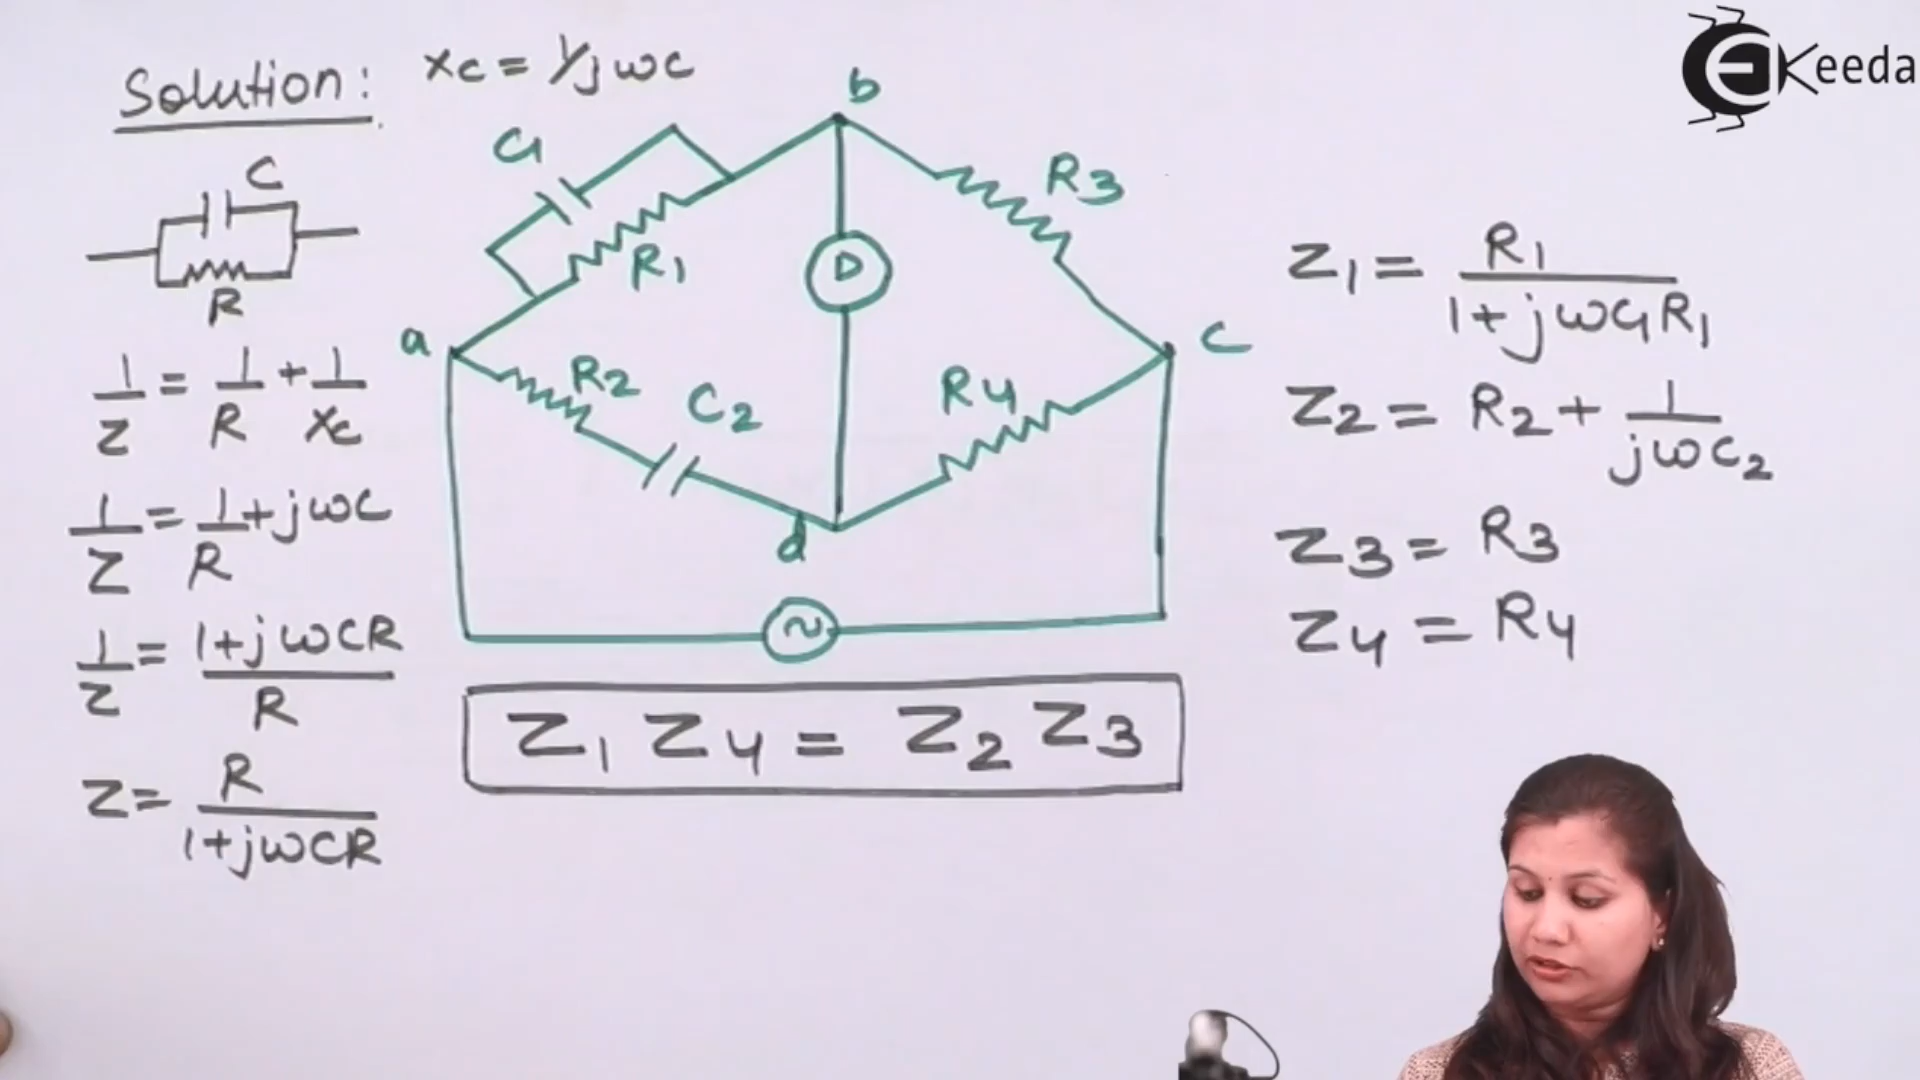 Solution: Xc = 1/jωC
EKeeda
C
R
1/Z = 1/R + 1/Xc
1/Z = 1/R + jωC
1/Z = 1+jωCR/R
Z = R/1+jωCR
b
C1
R1
R3
D
a
R2
C2
R4
c
d
~
Z1 Z4 = Z2 Z3
Z1 = R1/1+jωC1R1
Z2 = R2 + 1/jωC2
Z3 = R3
Z4 = R4